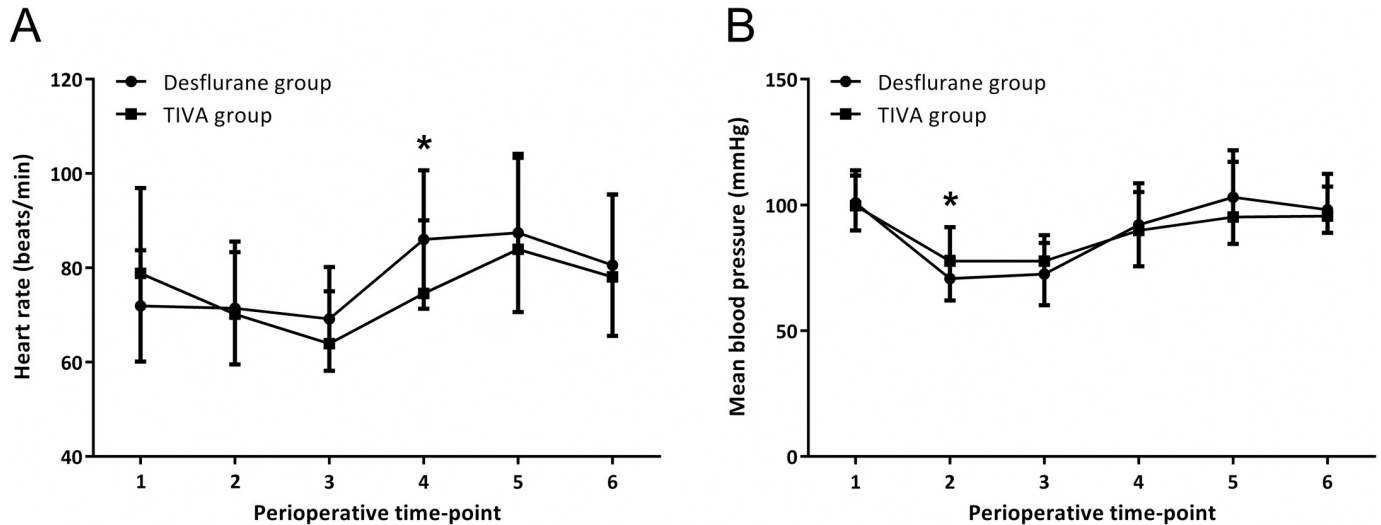 A
Heart rate (beats/min)
120
100
80
60
40
Desflurane group
TIVA group
*
1 2 3 4 5 6
Perioperative time-point
B
Mean blood pressure (mmHg)
150
100
50
0
Desflurane group
TIVA group
*
1 2 3 4 5 6
Perioperative time-point